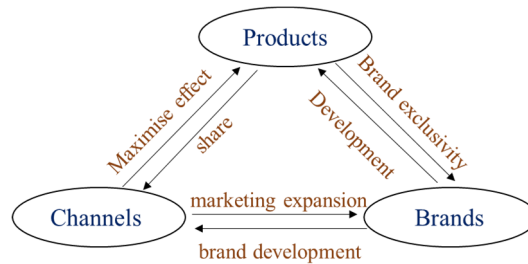 Products
Maximise effect
share
Development
Brand exclusivity
Channels
marketing expansion
Brands
brand development